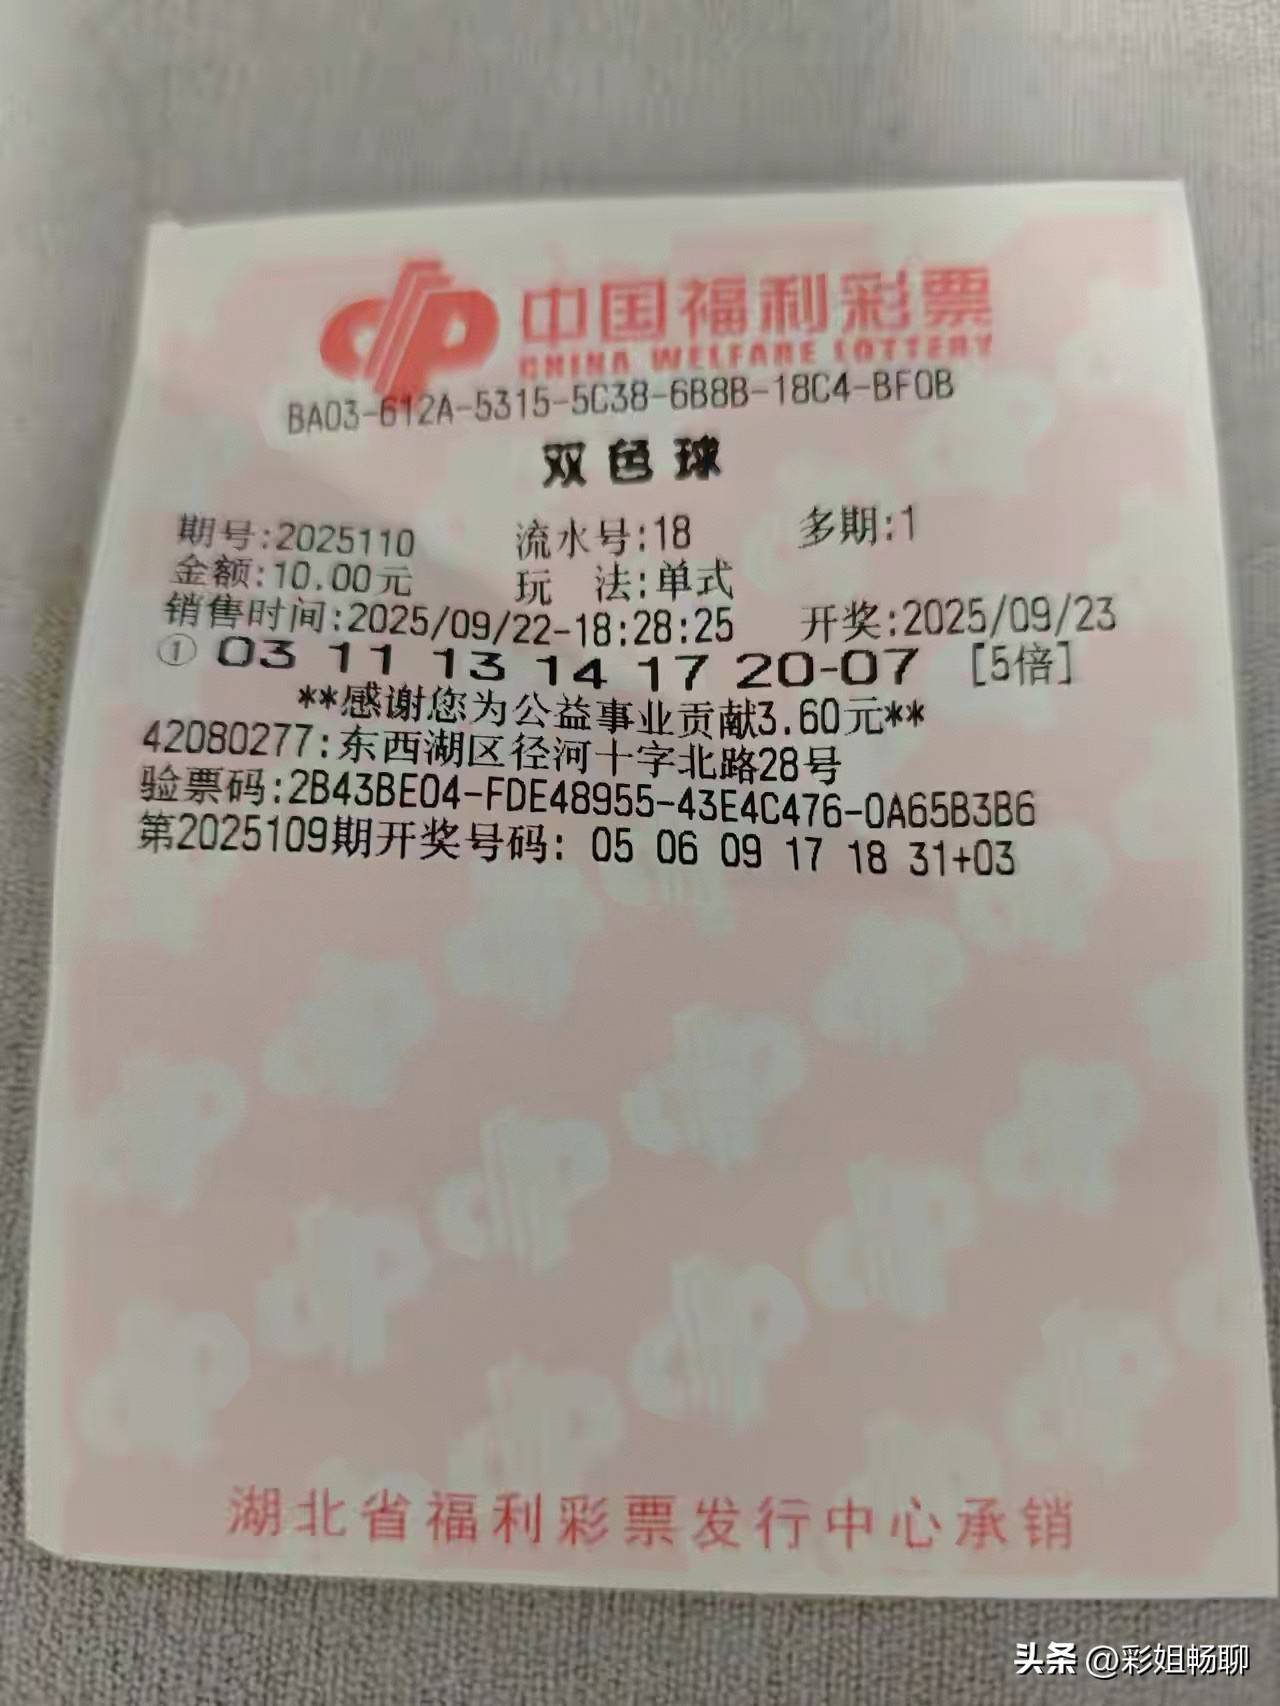 中国福利彩票
CHINA WELFARE LOTTERY
BA03-612A-5315-5C38-6B8B-18C4-BF0B
双色球
期号:2025110 流水号:18 多期:1
金额:10.00元 玩 法:单式
销售时间:2025/09/22-18:28:25 开奖:2025/09/23
① 03 11 13 14 17 20-07 [5倍]
**感谢您为公益事业贡献3.60元**
42080277:东西湖区径河十字北路28号
验票码:2B43BE04-FDE48955-43E4C476-0A65B3B6
第2025109期开奖号码: 05 06 09 17 18 31+03
湖北省福利彩票发行中心承销
头条 @彩姐畅聊